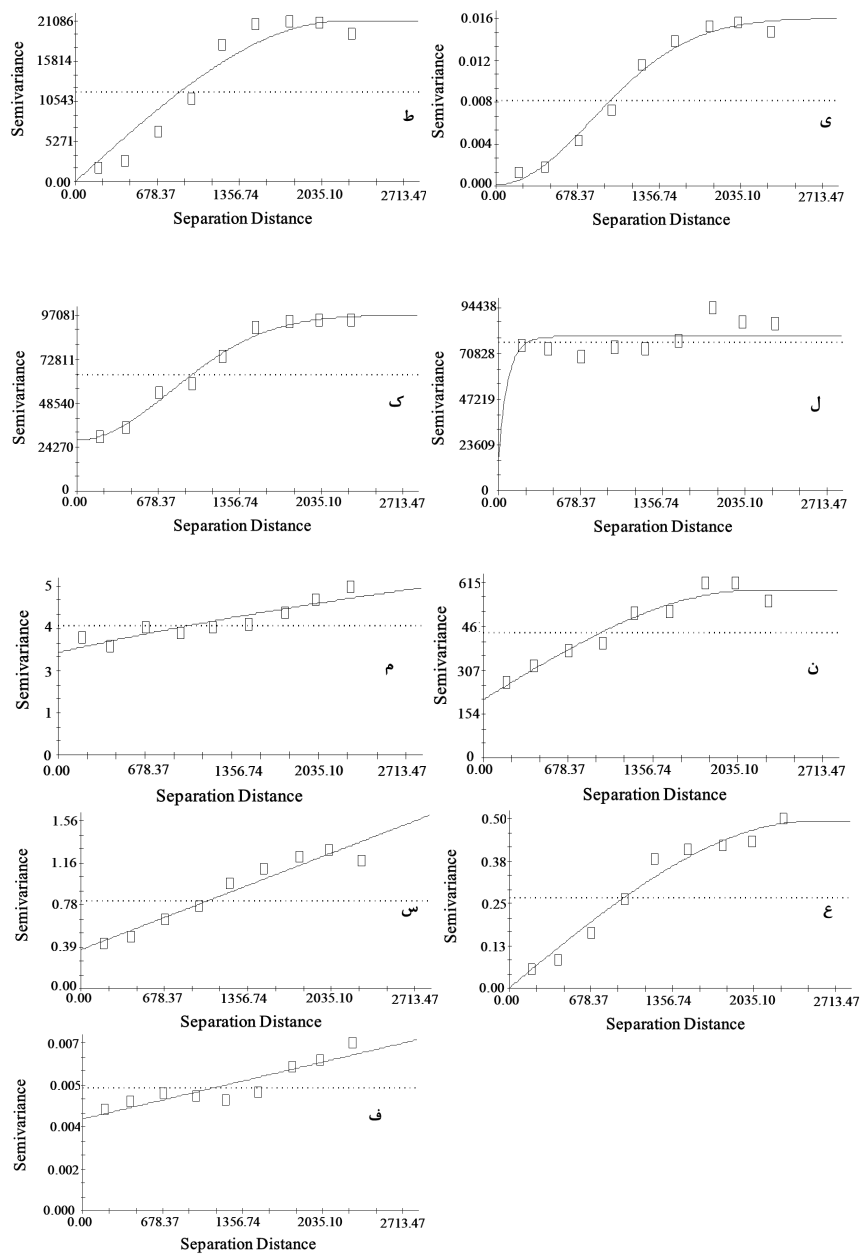 21086
15814
10543
5271
0.00
Semivariance
0.00 678.37 1356.74 2035.10 2713.47
Separation Distance
ط
0.016
0.012
0.008
0.004
0.000
Semivariance
0.00 678.37 1356.74 2035.10 2713.47
Separation Distance
ی
97081
72811
48540
24270
0
Semivariance
0.00 678.37 1356.74 2035.10 2713.47
Separation Distance
ک
94438
70828
47219
23609
0
Semivariance
0.00 678.37 1356.74 2035.10 2713.47
Separation Distance
ل
5
4
3
1
0
Semivariance
0.00 678.37 1356.74 2035.10 2713.47
Separation Distance
م
615
46
307
154
0
Semivariance
0.00 678.37 1356.74 2035.10 2713.47
Separation Distance
ن
1.56
1.16
0.78
0.39
0.00
Semivariance
0.00 678.37 1356.74 2035.10 2713.47
Separation Distance
س
0.50
0.38
0.25
0.13
0.00
Semivariance
0.00 678.37 1356.74 2035.10 2713.47
Separation Distance
ع
0.007
0.005
0.004
0.002
0.000
Semivariance
0.00 678.37 1356.74 2035.10 2713.47
Separation Distance
ف